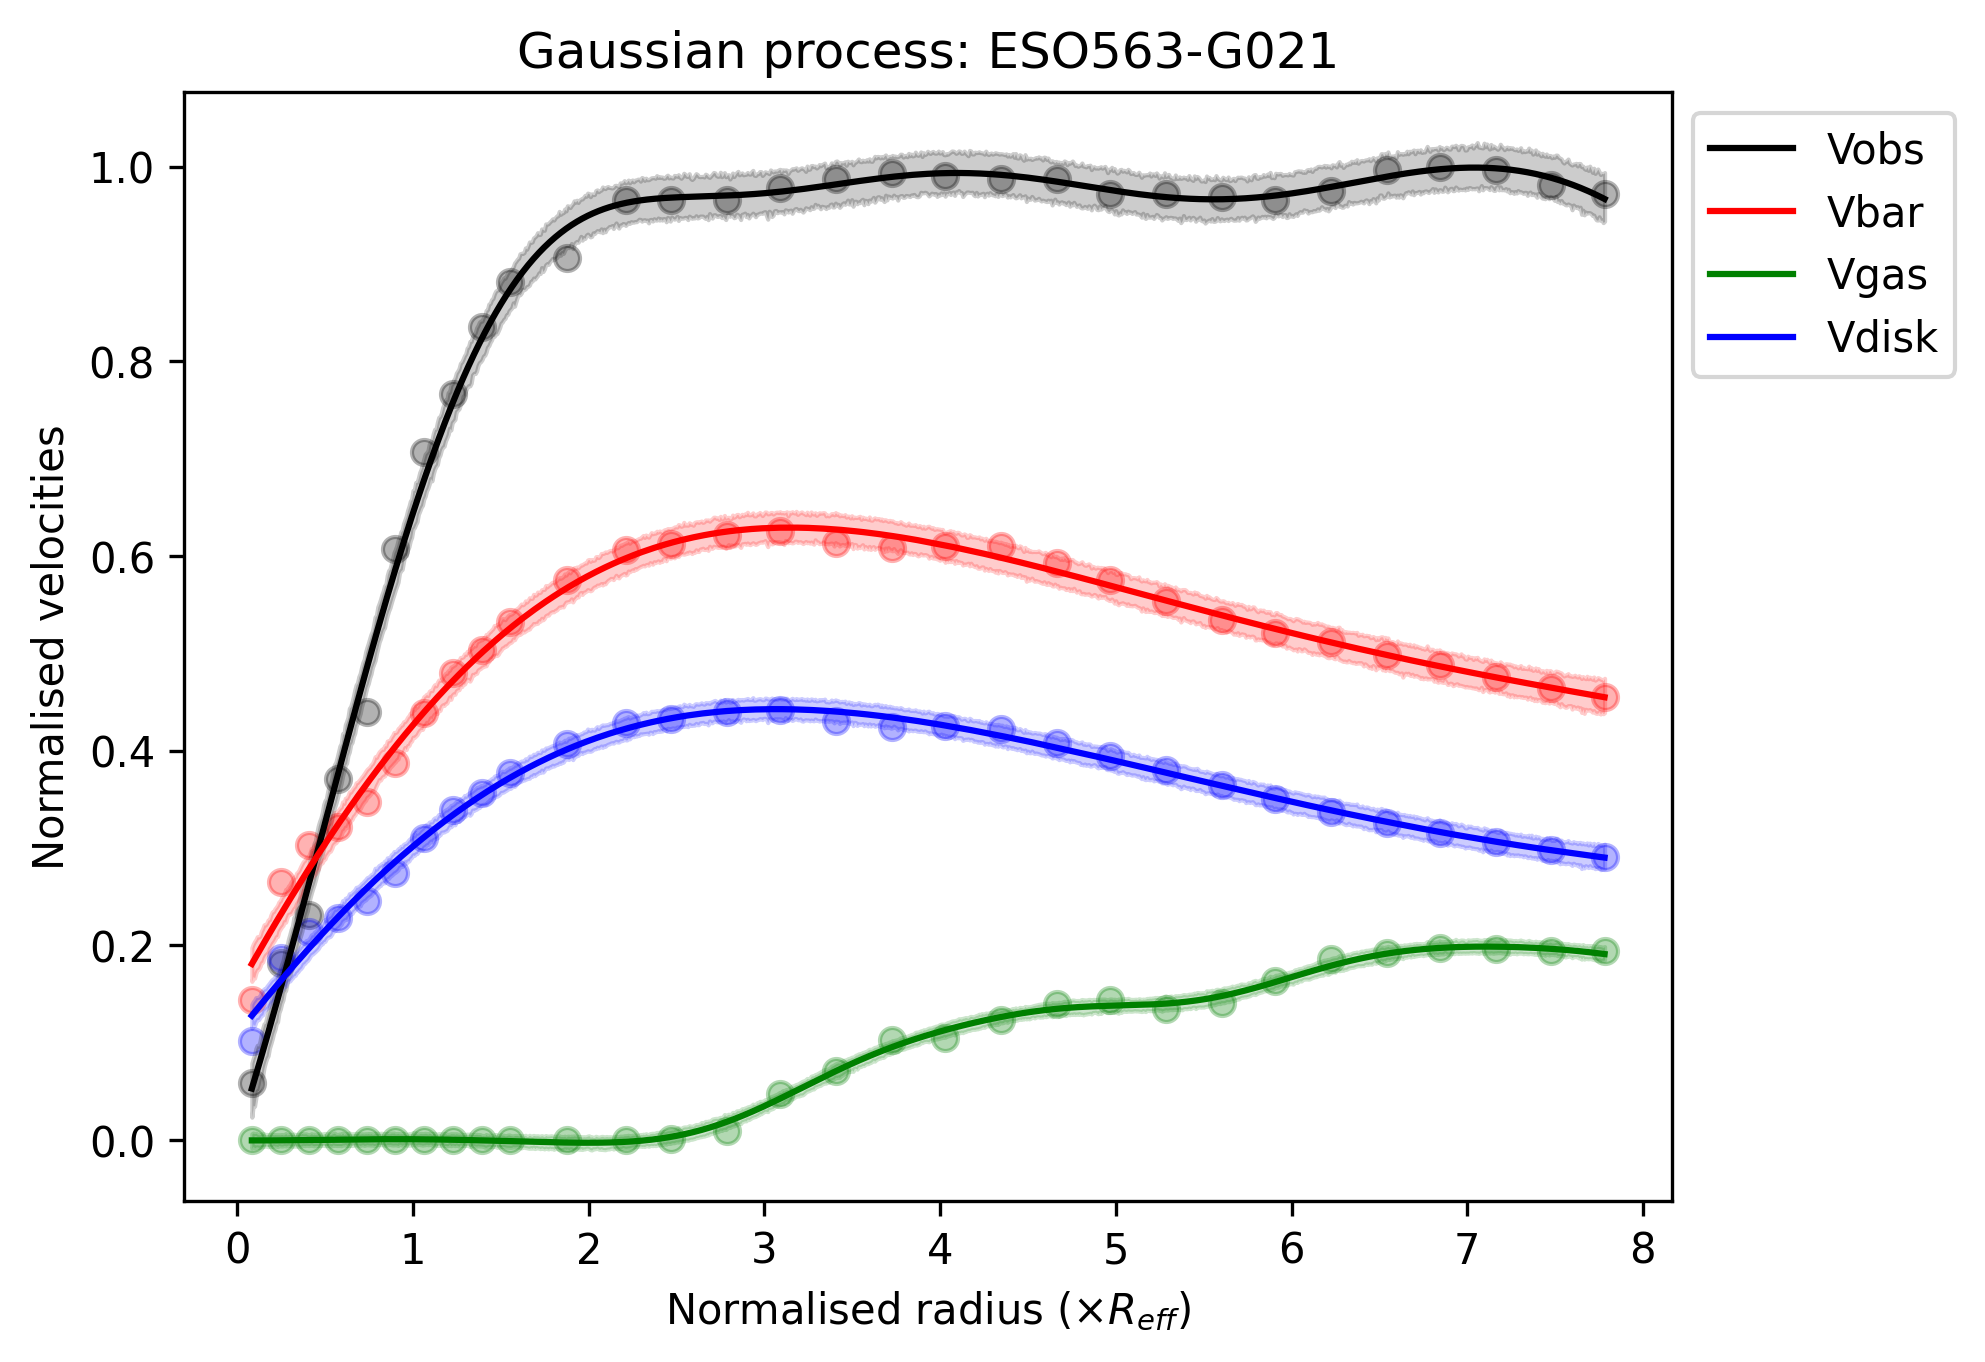 Gaussian process: ESO563-G021
Vobs
Vbar
Vgas
Vdisk
Normalised velocities
1.0
0.8
0.6
0.4
0.2
0.0
0 1 2 3 4 5 6 7 8
Normalised radius (×R_eff)